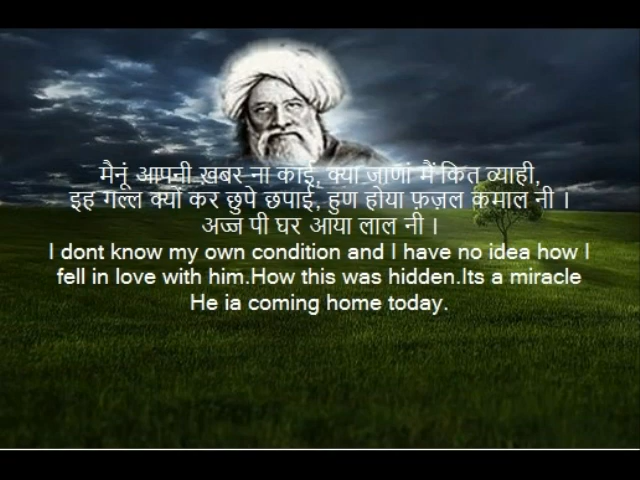 मैनूं आपनी ख़बर ना काई, क्या जाणां मैं कित व्याही,
इह गल्ल क्यों कर छुपे छपाई, हुण होया फ़ज़ल कमाल नी ।
अज्ज पी घर आया लाल नी ।
I dont know my own condition and I have no idea how I
fell in love with him.How this was hidden.Its a miracle
He ia coming home today.